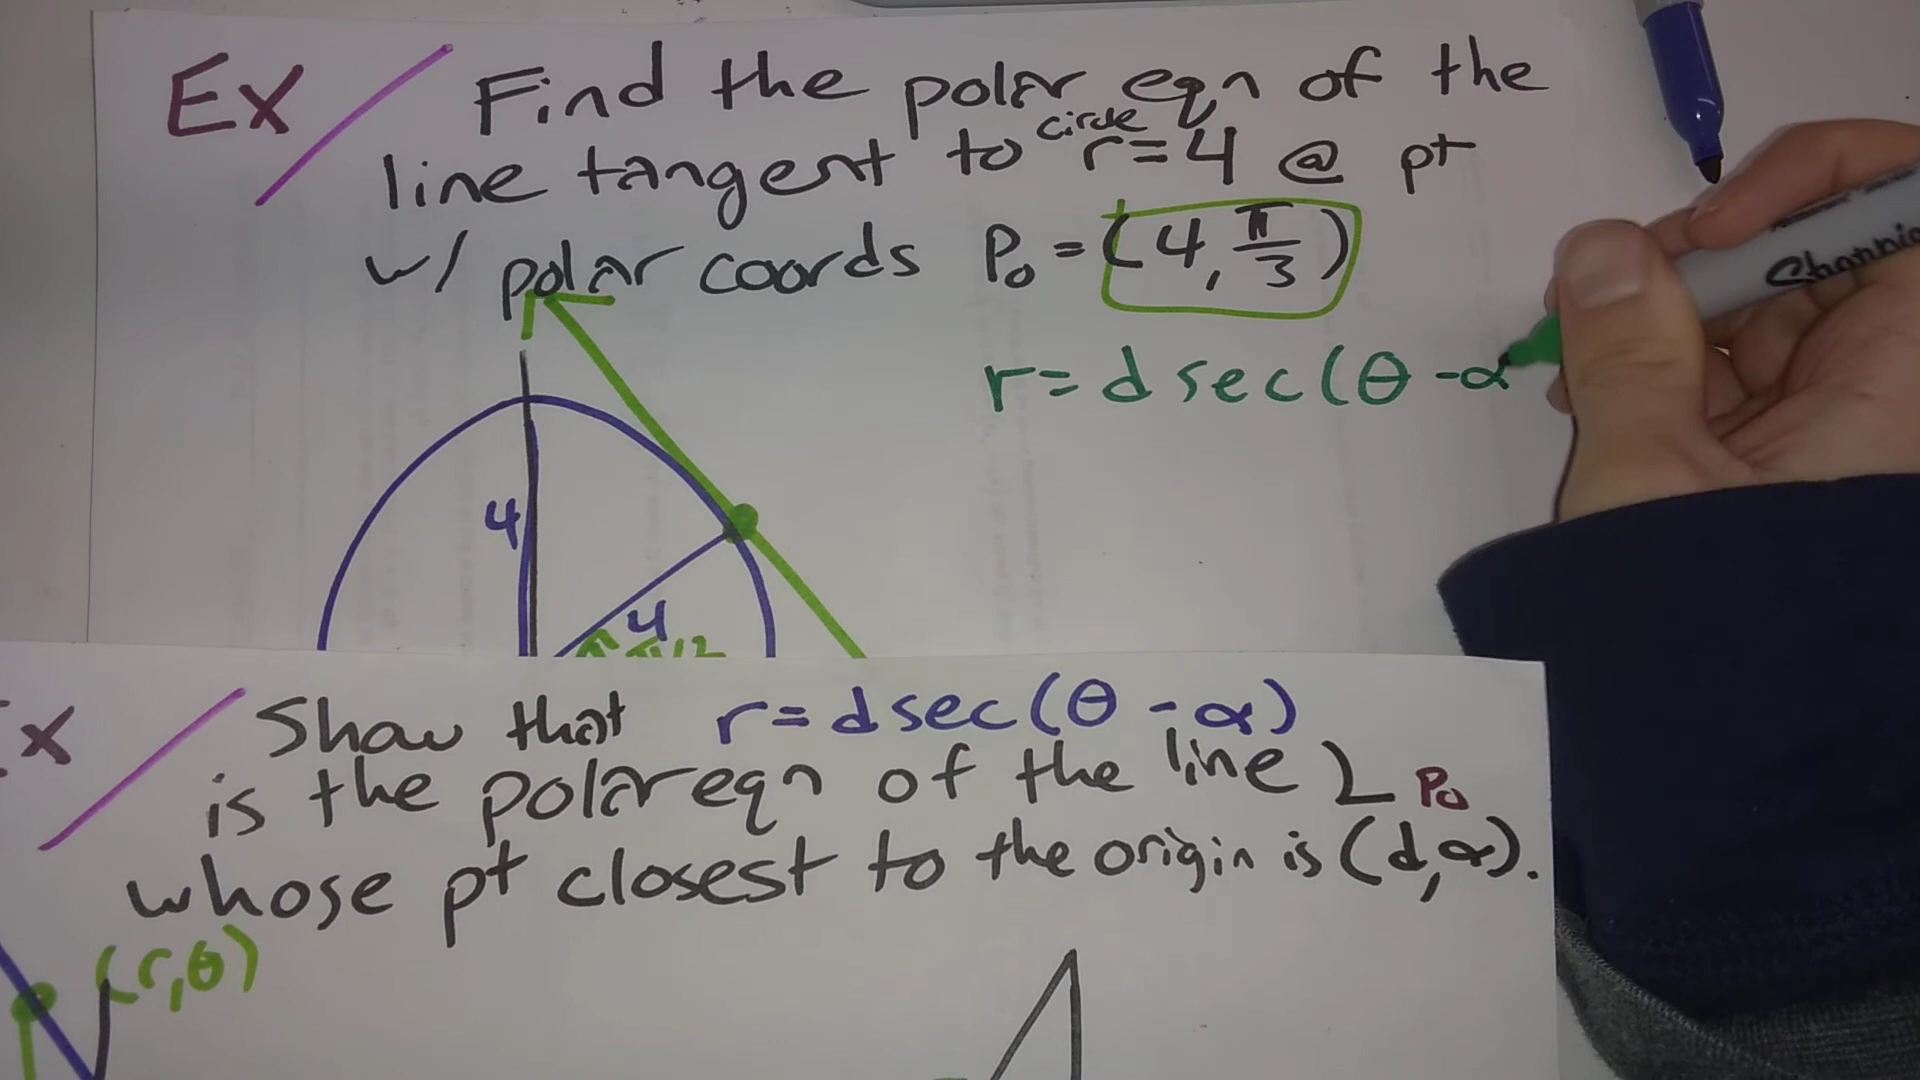 Ex/ Find the polar eqn of the
line tangent to circle r=4 @ pt
w/ polar coords P₀ = (4, π/3)
r= d sec(θ -α
4
4
Show that r=dsec(θ-α)
is the polar eqn of the line L P₀
whose pt closest to the origin is (d,α).
(r,θ)